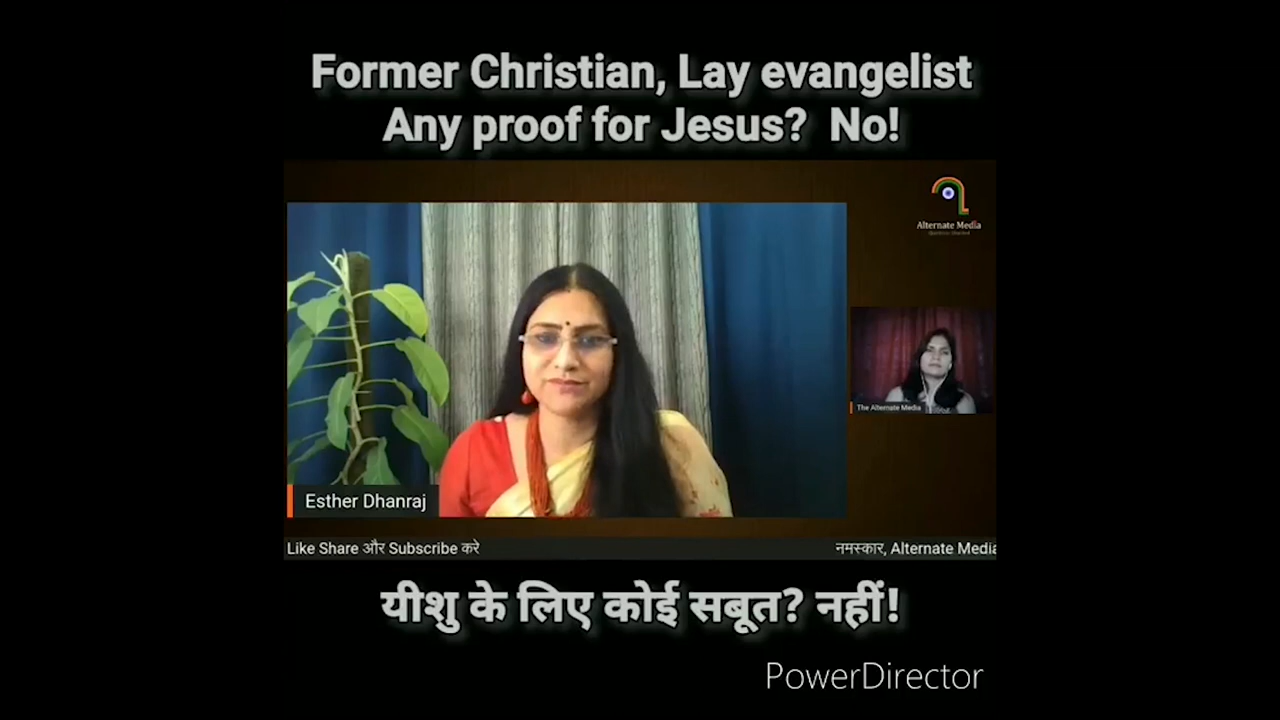 Former Christian, Lay evangelist
Any proof for Jesus? No!
Alternate Media
Esther Dhanraj
The Alternate Media
Like Share और Subscribe करे
नमस्कार, Alternate Media
यीशु के लिए कोई सबूत? नहीं!
PowerDirector